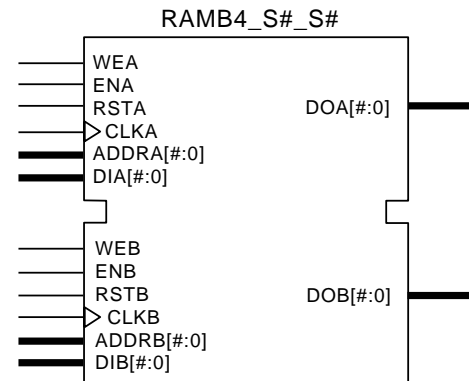 RAMB4_S#_S#
WEA
ENA
RSTA
DOA[#:0]
CLKA
ADDRA[#:0]
DIA[#:0]
WEB
ENB
RSTB
DOB[#:0]
CLKB
ADDRB[#:0]
DIB[#:0]